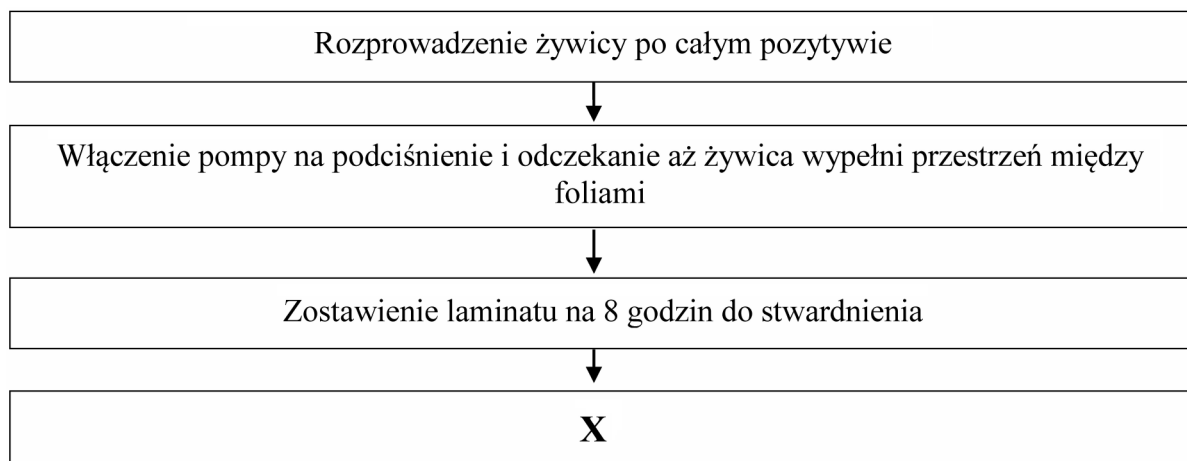 Rozprowadzenie żywicy po całym pozytywie
Włączenie pompy na podciśnienie i odczekanie aż żywica wypełni przestrzeń między
foliami
Zostawienie laminatu na 8 godzin do stwardnienia
X